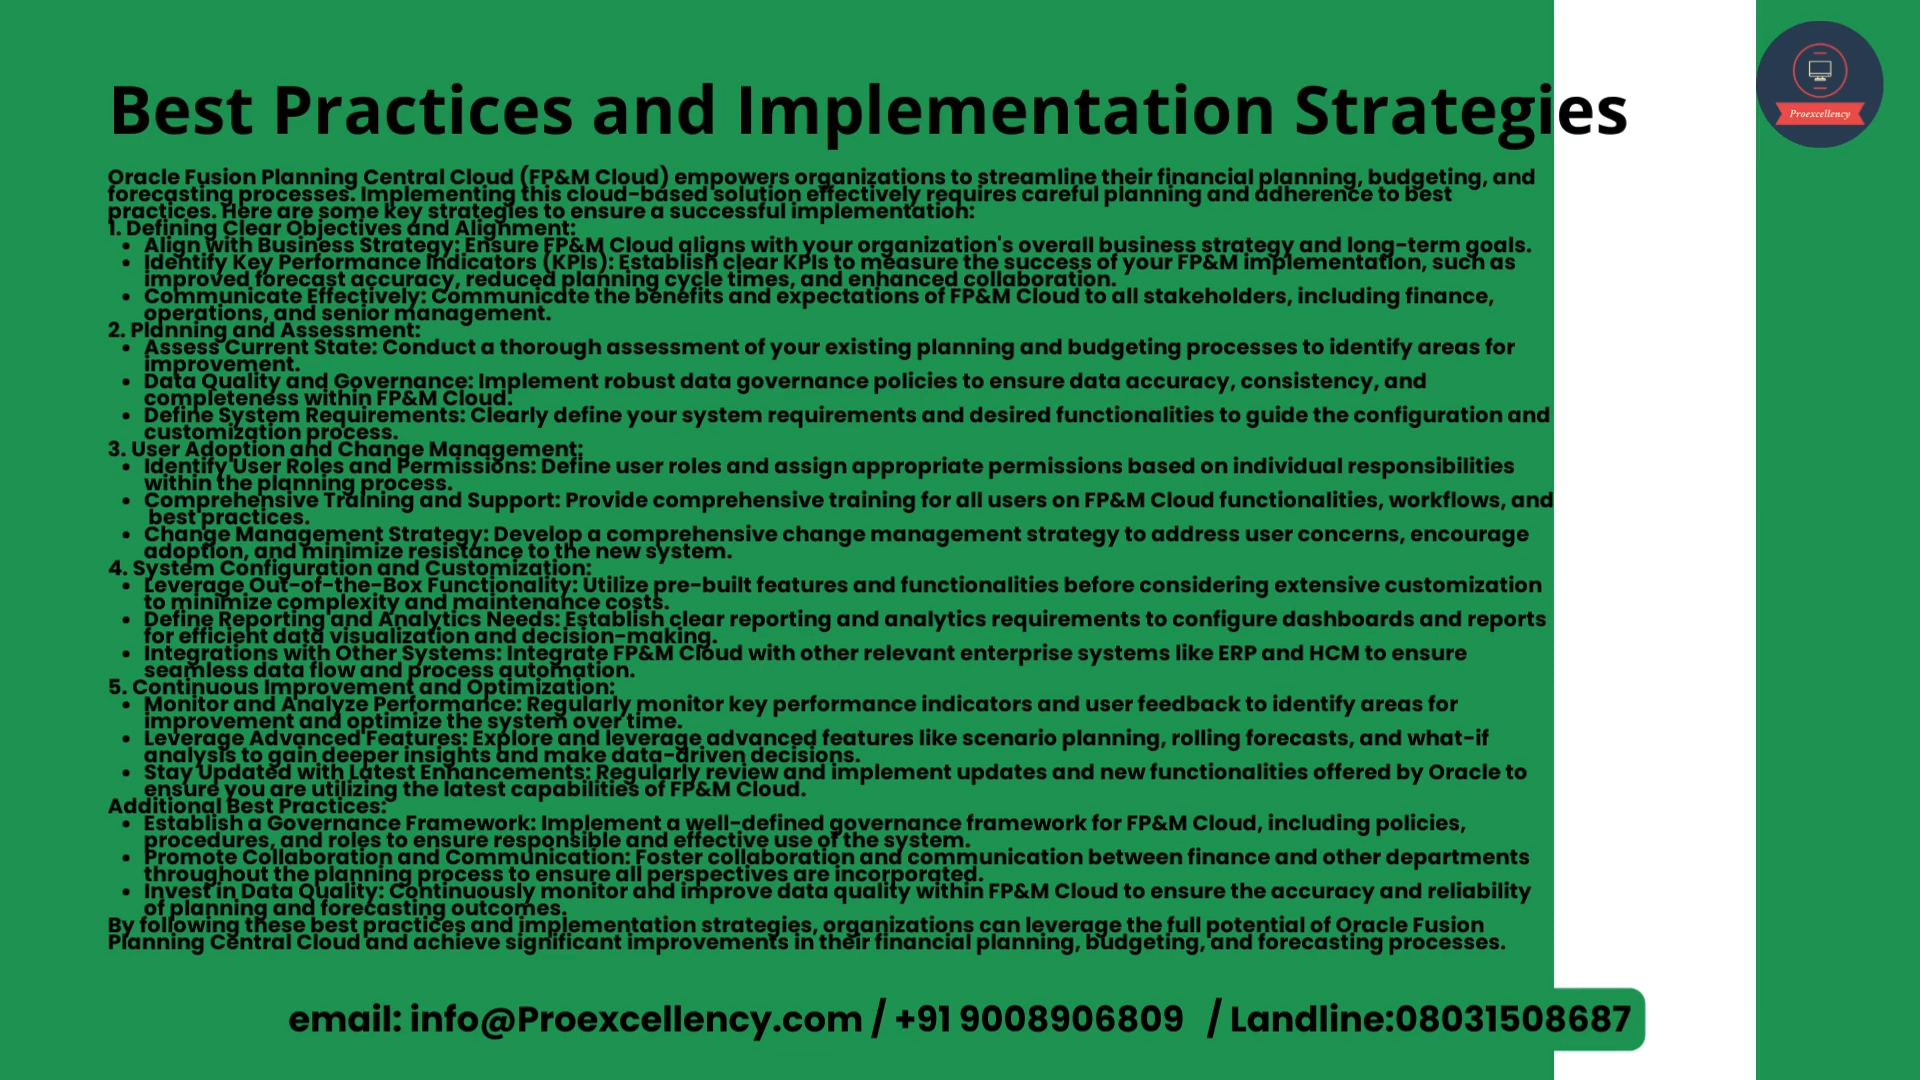 Best Practices and Implementation Strategies
Proexcellency
Oracle Fusion Planning Central Cloud (FP&M Cloud) empowers organizations to streamline their financial planning, budgeting, and
forecasting processes. Implementing this cloud-based solution effectively requires careful planning and adherence to best
practices. Here are some key strategies to ensure a successful implementation:
1. Defining Clear Objectives and Alignment:
• Align with Business Strategy: Ensure FP&M Cloud aligns with your organization's overall business strategy and long-term goals.
• Identify Key Performance Indicators (KPIs): Establish clear KPIs to measure the success of your FP&M implementation, such as
improved forecast accuracy, reduced planning cycle times, and enhanced collaboration.
• Communicate Effectively: Communicate the benefits and expectations of FP&M Cloud to all stakeholders, including finance,
operations, and senior management.
2. Planning and Assessment:
• Assess Current State: Conduct a thorough assessment of your existing planning and budgeting processes to identify areas for
improvement.
• Data Quality and Governance: Implement robust data governance policies to ensure data accuracy, consistency, and
completeness within FP&M Cloud.
• Define System Requirements: Clearly define your system requirements and desired functionalities to guide the configuration and
customization process.
3. User Adoption and Change Management:
• Identify User Roles and Permissions: Define user roles and assign appropriate permissions based on individual responsibilities
within the planning process.
• Comprehensive Training and Support: Provide comprehensive training for all users on FP&M Cloud functionalities, workflows, and
best practices.
• Change Management Strategy: Develop a comprehensive change management strategy to address user concerns, encourage
adoption, and minimize resistance to the new system.
4. System Configuration and Customization:
• Leverage Out-of-the-Box Functionality: Utilize pre-built features and functionalities before considering extensive customization
to minimize complexity and maintenance costs.
• Define Reporting and Analytics Needs: Establish clear reporting and analytics requirements to configure dashboards and reports
for efficient data visualization and decision-making.
• Integrations with Other Systems: Integrate FP&M Cloud with other relevant enterprise systems like ERP and HCM to ensure
seamless data flow and process automation.
5. Continuous Improvement and Optimization:
• Monitor and Analyze Performance: Regularly monitor key performance indicators and user feedback to identify areas for
improvement and optimize the system over time.
• Leverage Advanced Features: Explore and leverage advanced features like scenario planning, rolling forecasts, and what-if
analysis to gain deeper insights and make data-driven decisions.
• Stay Updated with Latest Enhancements: Regularly review and implement updates and new functionalities offered by Oracle to
ensure you are utilizing the latest capabilities of FP&M Cloud.
Additional Best Practices:
• Establish a Governance Framework: Implement a well-defined governance framework for FP&M Cloud, including policies,
procedures, and roles to ensure responsible and effective use of the system.
• Promote Collaboration and Communication: Foster collaboration and communication between finance and other departments
throughout the planning process to ensure all perspectives are incorporated.
• Invest in Data Quality: Continuously monitor and improve data quality within FP&M Cloud to ensure the accuracy and reliability
of planning and forecasting outcomes.
By following these best practices and implementation strategies, organizations can leverage the full potential of Oracle Fusion
Planning Central Cloud and achieve significant improvements in their financial planning, budgeting, and forecasting processes.
email: info@Proexcellency.com / +91 9008906809 / Landline:08031508687